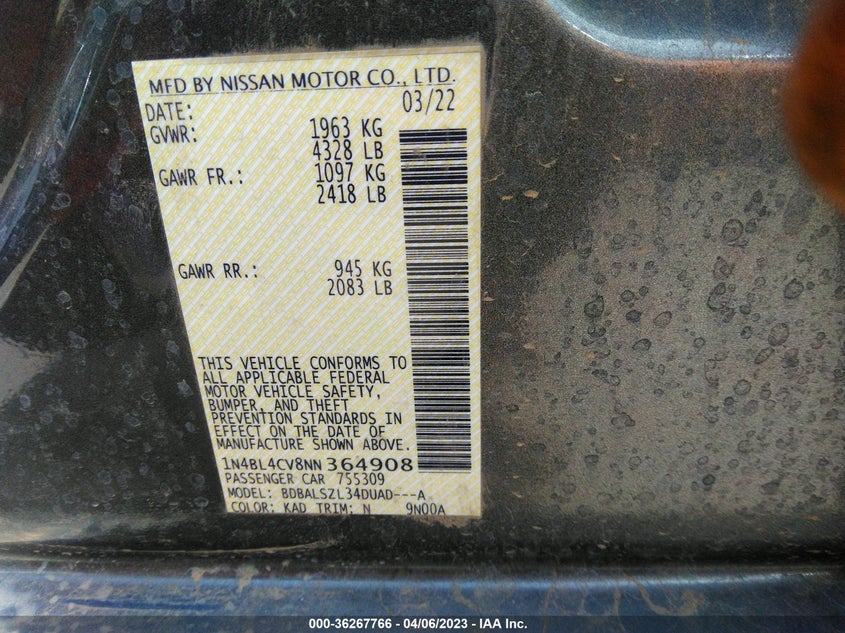 MFD BY NISSAN MOTOR CO., LTD.
DATE: 03/22
GVWR: 1963 KG
4328 LB
GAWR FR.: 1097 KG
2418 LB
GAWR RR.: 945 KG
2083 LB
THIS VEHICLE CONFORMS TO
ALL APPLICABLE FEDERAL
MOTOR VEHICLE SAFETY,
BUMPER, AND THEFT
PREVENTION STANDARDS IN
EFFECT ON THE DATE OF
MANUFACTURE SHOWN ABOVE.
1N4BL4CV8NN364908
PASSENGER CAR 755309
MODEL: BDBALSZL34DUAD---A
COLOR: KAD TRIM: N 9N00A
000-36267766 - 04/06/2023 - IAA Inc.